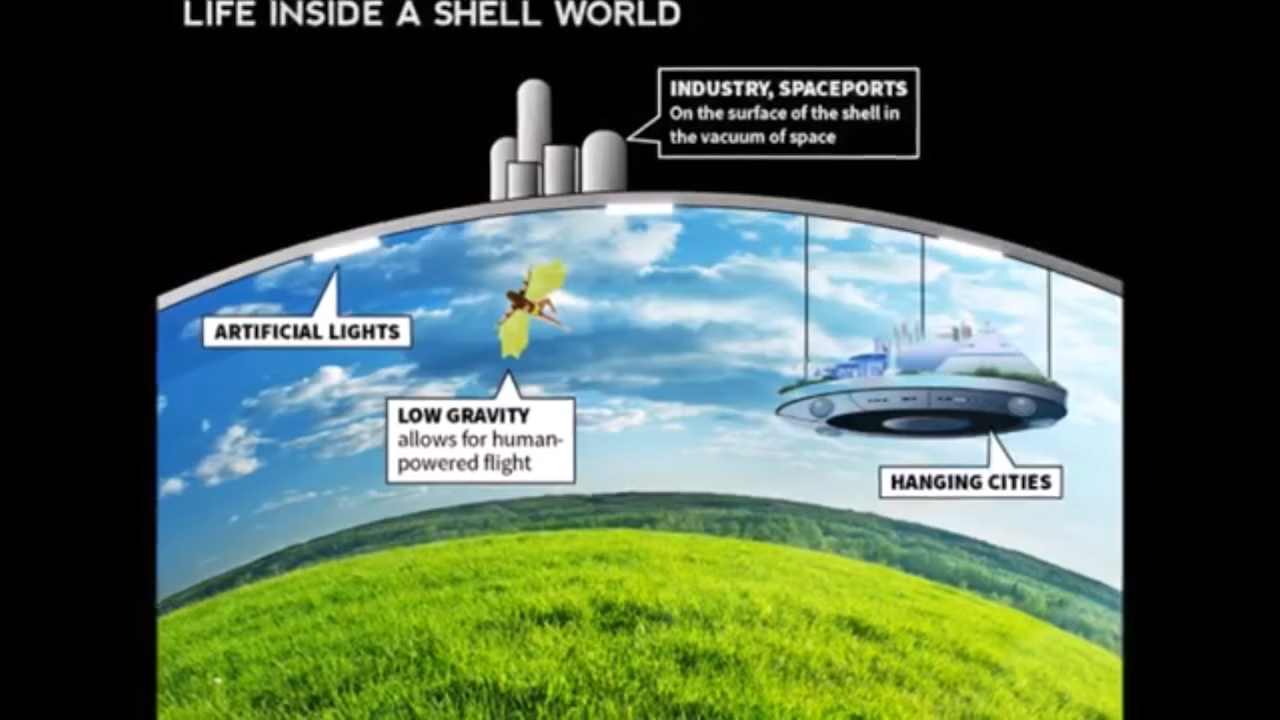 LIFE INSIDE A SHELL WORLD
INDUSTRY, SPACEPORTS
On the surface of the shell in
the vacuum of space
ARTIFICIAL LIGHTS
LOW GRAVITY
allows for human-
powered flight
HANGING CITIES